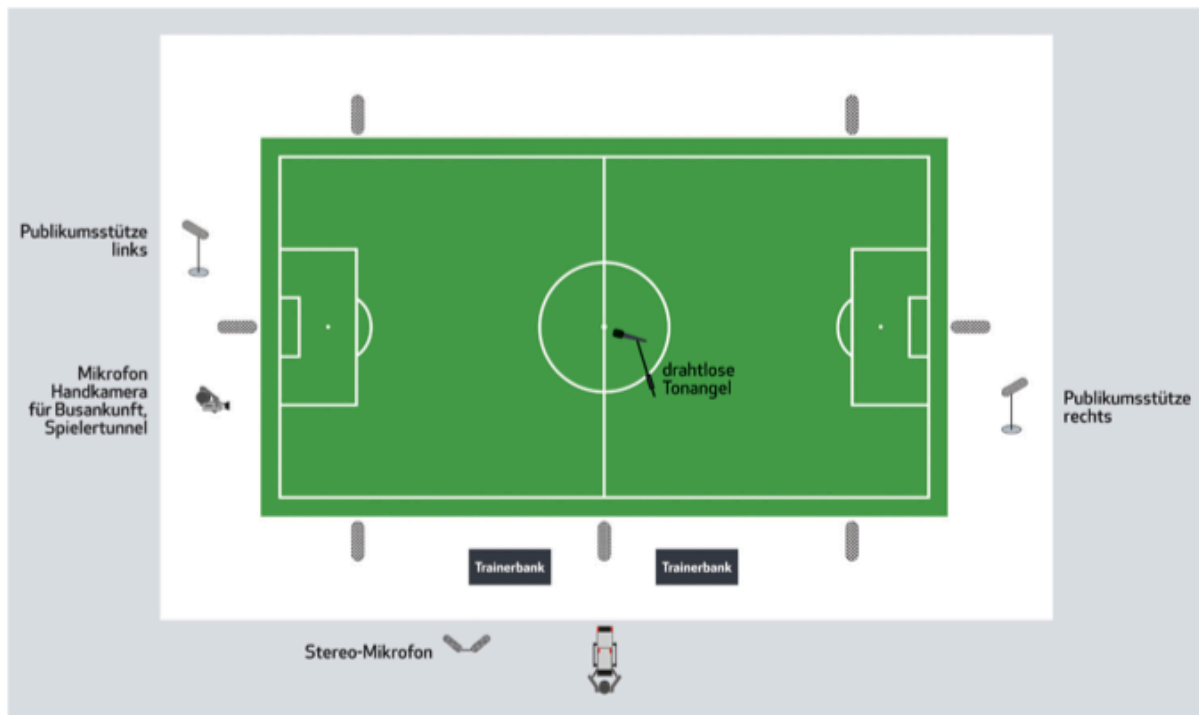 Publikumsstütze
links
Mikrofon
Handkamera
für Busankunft,
Spielertunnel
drahtlose
Tonangel
Publikumsstütze
rechts
Trainerbank
Trainerbank
Stereo-Mikrofon